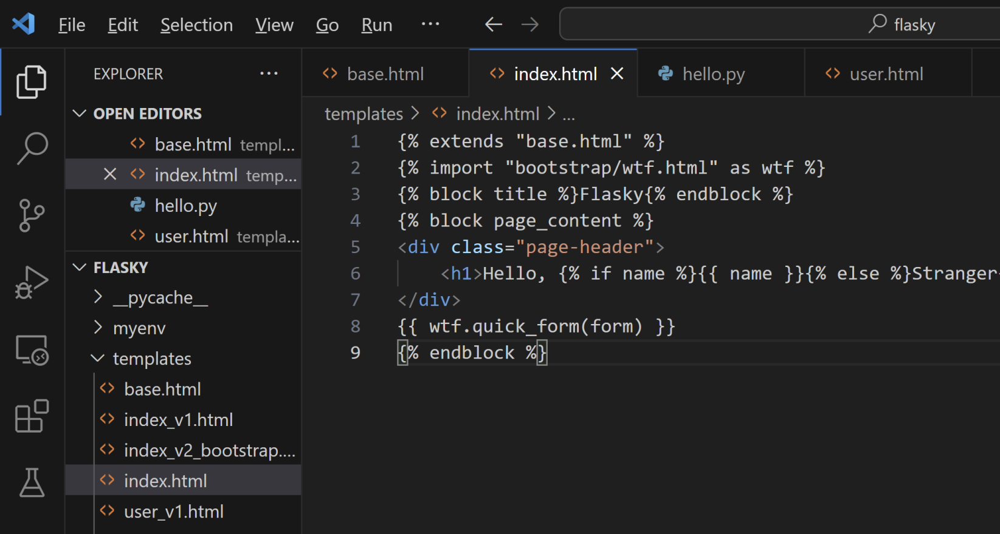 File Edit Selection View Go Run ... flasky
EXPLORER ...
OPEN EDITORS
base.html templ...
index.html temp...
hello.py
user.html templa...
FLASKY
__pycache__
myenv
templates
base.html
index_v1.html
index_v2_bootstrap....
index.html
user_v1.html
base.html index.html hello.py user.html
templates > index.html > ...
1 {% extends "base.html" %}
2 {% import "bootstrap/wtf.html" as wtf %}
3 {% block title %}Flasky{% endblock %}
4 {% block page_content %}
5 <div class="page-header">
6 <h1>Hello, {% if name %}{{ name }}{% else %}Stranger
7 </div>
8 {{ wtf.quick_form(form) }}
9 {% endblock %}